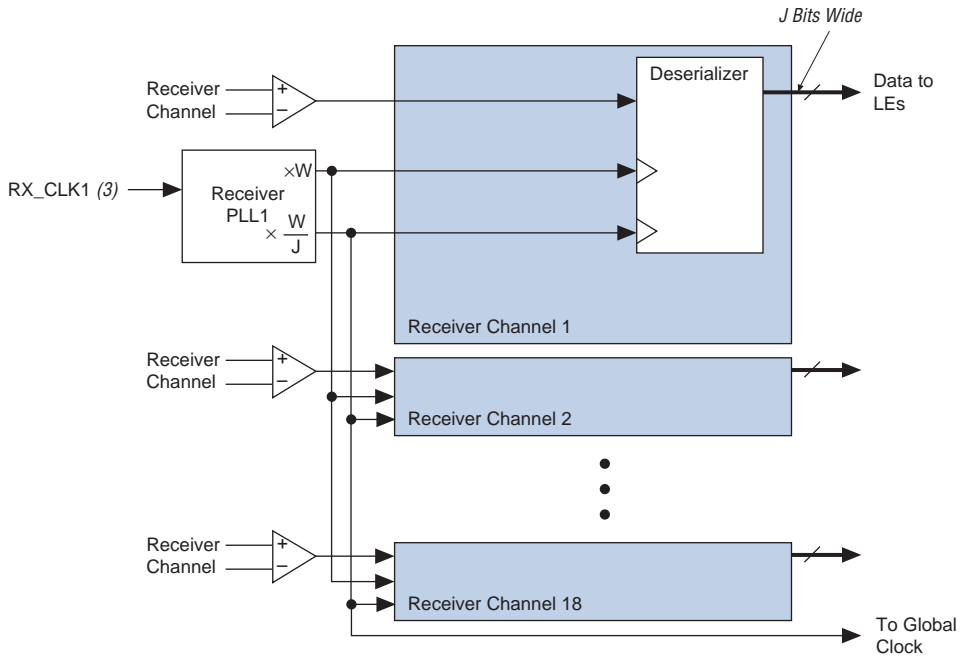 J Bits Wide
Receiver
Channel
+
−
Deserializer
Data to
LEs
RX_CLK1 (3)
×W
Receiver
PLL1
× W
J
Receiver Channel 1
Receiver
Channel
+
−
Receiver Channel 2
Receiver
Channel
+
−
Receiver Channel 18
To Global
Clock